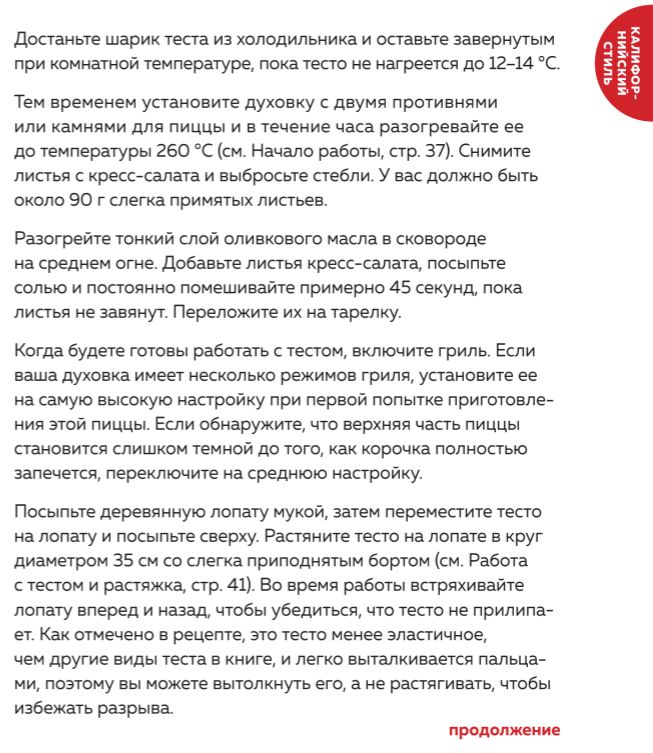 Достаньте шарик теста из холодильника и оставьте завернутым
при комнатной температуре, пока тесто не нагреется до 12–14 °C.
Тем временем установите духовку с двумя противнями
или камнями для пиццы и в течение часа разогревайте ее
до температуры 260 °C (см. Начало работы, стр. 37). Снимите
листья с кресс-салата и выбросьте стебли. У вас должно быть
около 90 г слегка примятых листьев.
Разогрейте тонкий слой оливкового масла в сковороде
на среднем огне. Добавьте листья кресс-салата, посыпьте
солью и постоянно помешивайте примерно 45 секунд, пока
листья не завянут. Переложите их на тарелку.
Когда будете готовы работать с тестом, включите гриль. Если
ваша духовка имеет несколько режимов гриля, установите ее
на самую высокую настройку при первой попытке приготовле-
ния этой пиццы. Если обнаружите, что верхняя часть пиццы
становится слишком темной до того, как корочка полностью
запечется, переключите на среднюю настройку.
Посыпьте деревянную лопату мукой, затем переместите тесто
на лопату и посыпьте сверху. Растяните тесто на лопате в круг
диаметром 35 см со слегка приподнятым бортом (см. Работа
с тестом и растяжка, стр. 41). Во время работы встряхивайте
лопату вперед и назад, чтобы убедиться, что тесто не прилипа-
ет. Как отмечено в рецепте, это тесто менее эластичное,
чем другие виды теста в книге, и легко выталкивается пальца-
ми, поэтому вы можете вытолкнуть его, а не растягивать, чтобы
избежать разрыва.
продолжение
КАЛИФОР-
НИЙСКИЙ
СТИЛЬ